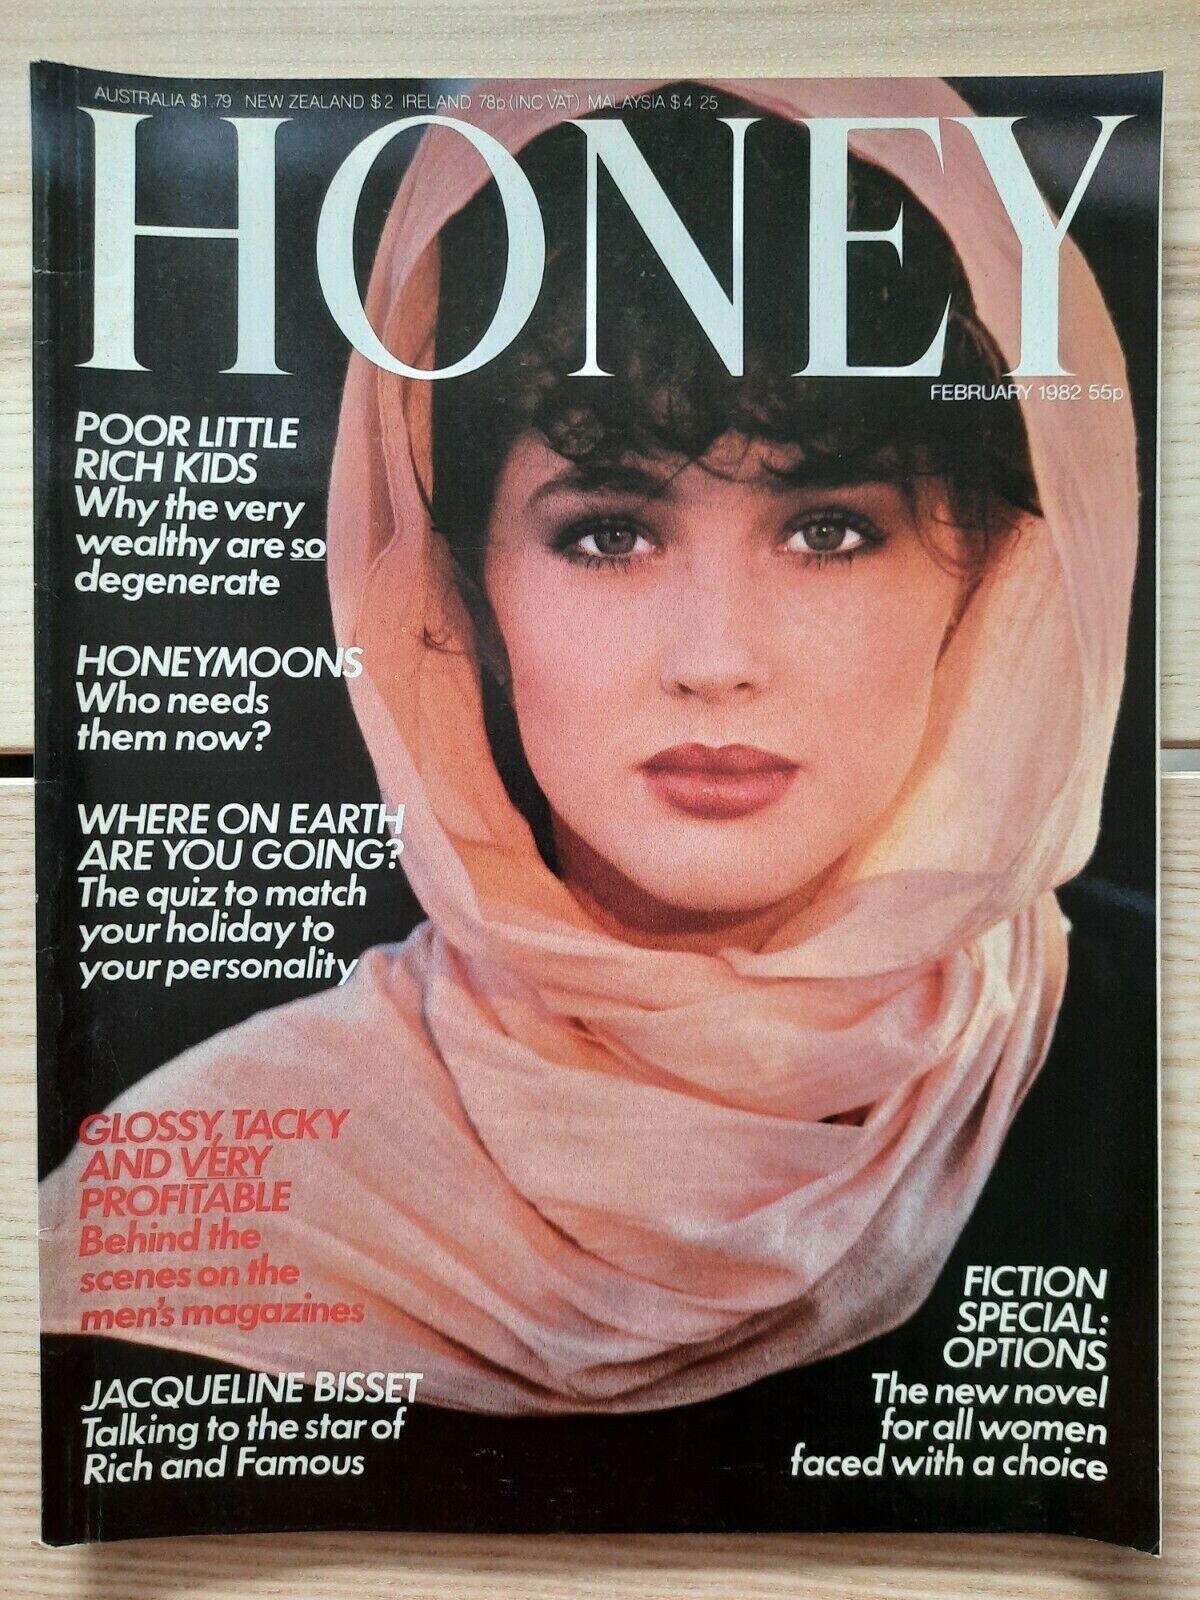 AUSTRALIA $1.79 NEW ZEALAND $2 IRELAND 78p (INC VAT) MALAYSIA $4.25
HONEY
FEBRUARY 1982 55p
POOR LITTLE
RICH KIDS
Why the very
wealthy are so
degenerate
HONEYMOONS
Who needs
them now?
WHERE ON EARTH
ARE YOU GOING?
The quiz to match
your holiday to
your personality
GLOSSY, TACKY
AND VERY
PROFITABLE
Behind the
scenes on the
men's magazines
JACQUELINE BISSET
Talking to the star of
Rich and Famous
FICTION
SPECIAL:
OPTIONS
The new novel
for all women
faced with a choice